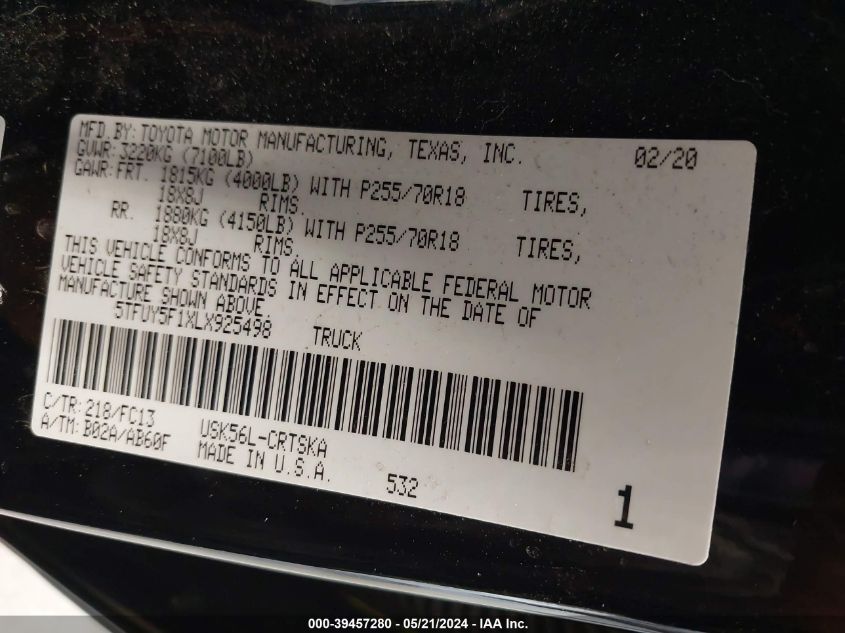 MFD.BY:TOYOTA MOTOR MANUFACTURING, TEXAS, INC. 02/20
GVWR:3220KG (7100LB)
GAWR:FRT. 1815KG (4000LB) WITH P255/70R18 TIRES,
18X8J RIMS.
RR. 1880KG (4150LB) WITH P255/70R18 TIRES,
18X8J RIMS.
THIS VEHICLE CONFORMS TO ALL APPLICABLE FEDERAL MOTOR
VEHICLE SAFETY STANDARDS IN EFFECT ON THE DATE OF
MANUFACTURE SHOWN ABOVE.
5TFUY5F1XLX925498 TRUCK
C/TR:218/FC13 USK56L-CRTSKA
A/TM:B02A/AB60F MADE IN U.S.A. 532
1
000-39457280 - 05/21/2024 - IAA Inc.